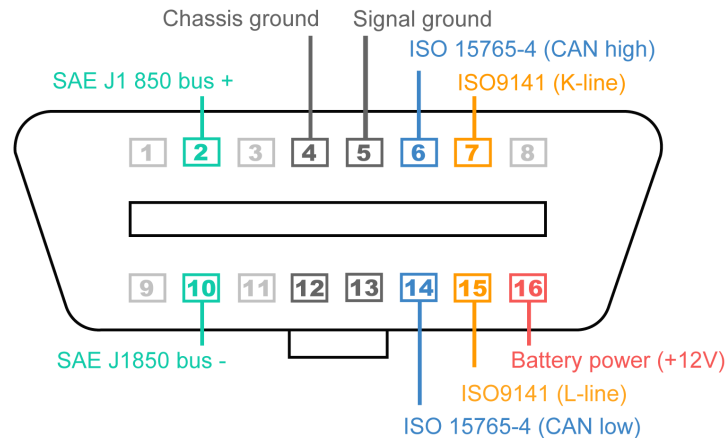 Chassis ground
Signal ground
ISO 15765-4 (CAN high)
SAE J1 850 bus +
ISO9141 (K-line)
1 2 3 4 5 6 7 8
9 10 11 12 13 14 15 16
SAE J1850 bus -
Battery power (+12V)
ISO9141 (L-line)
ISO 15765-4 (CAN low)